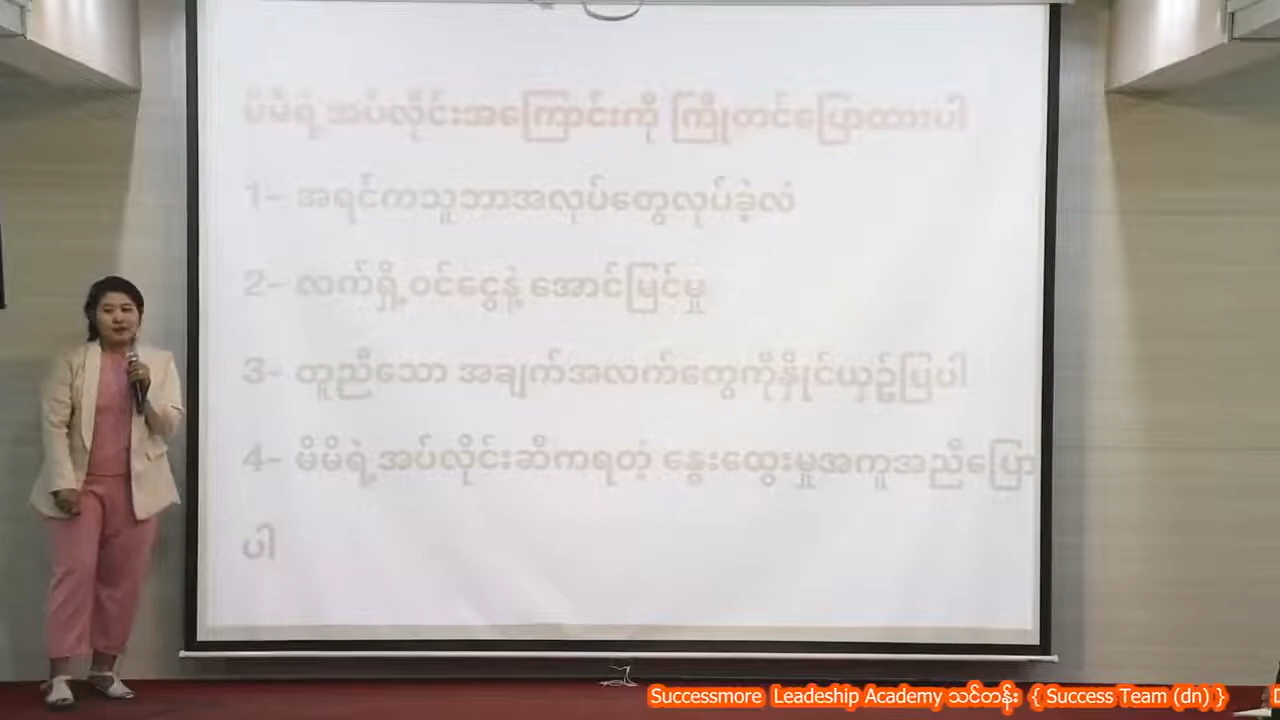 မိမိရဲ့အပ်လိုင်းအကြောင်းကို ကြိုတင်ပြောထားပါ
1- အရင်ကသူဘာအလုပ်တွေလုပ်ခဲ့လဲ
2- လက်ရှိ ဝင်ငွေနဲ့ အောင်မြင်မှု
3- တူညီသော အချက်အလက်တွေကိုနှိုင်ယှဥ်ပြပါ
4- မိမိရဲ့အပ်လိုင်းဆီကရတဲ့ နွေးထွေးမှုအကူအညီပြော
ပါ
Successmore Leadeship Academy သင်တန်း { Success Team (dn) }